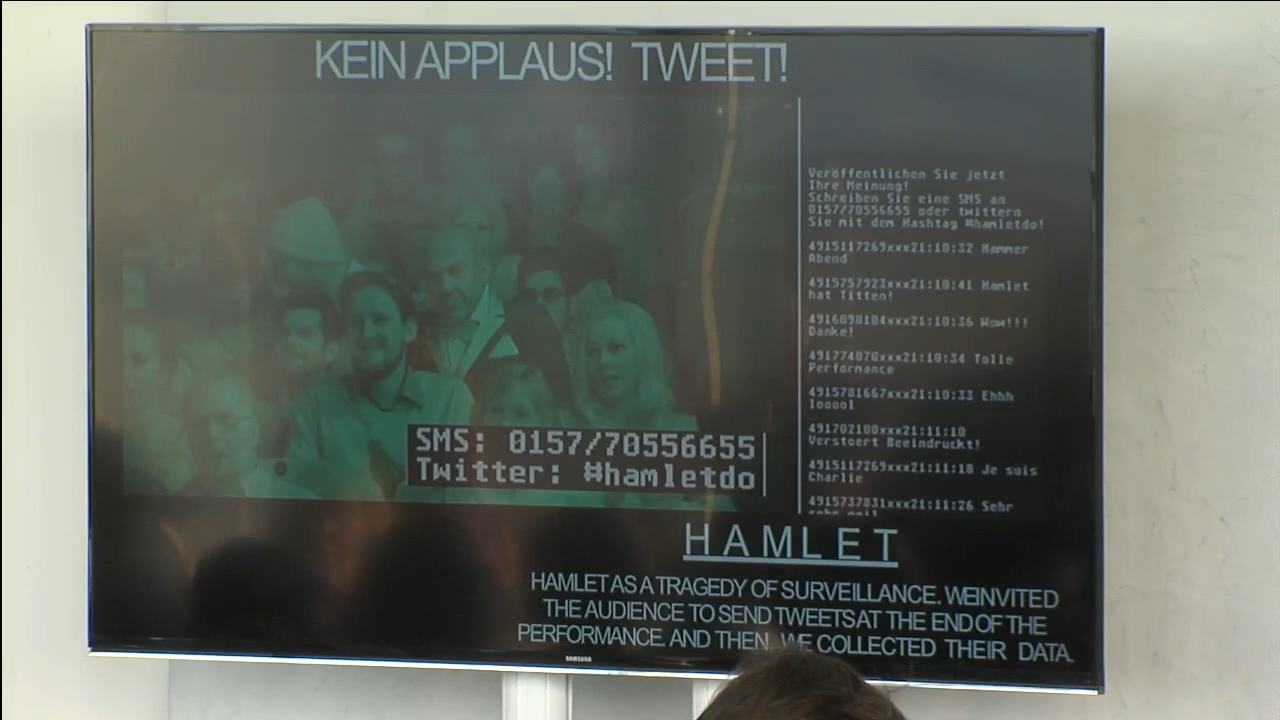 KEIN APPLAUS! TWEET!
Veröffentlichen Sie jetzt
Ihre Meinung!
Schreiben Sie eine SMS an
0157/70556655 oder twittern
Sie mit dem Hashtag #hamletdo!
4915117269xxx21:10:32 Hammer
Abend
4915757923xxx21:10:41 Hamlet
hat Titten!
4916098104xxx21:10:36 Wow!!!
Danke!
491774070xxx21:10:34 Tolle
Performance
4915781667xxx21:10:33 Ehhh
looool
491702100xxx21:11:10
Verstoert Beeindruckt!
4915117269xxx21:11:18 Je suis
Charlie
4915737831xxx21:11:26 Sehr
SMS: 0157/70556655
Twitter: #hamletdo
HAMLET
HAMLET AS A TRAGEDY OF SURVEILLANCE. WE INVITED
THE AUDIENCE TO SEND TWEETS AT THE END OF THE
PERFORMANCE. AND THEN, WE COLLECTED THEIR DATA.
SAMSUNG